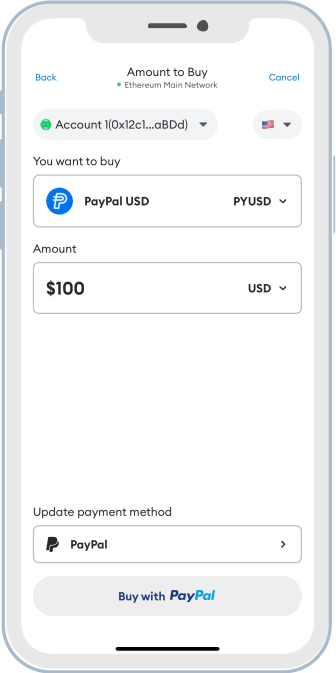 Back
Amount to Buy
Cancel
Ethereum Main Network
Account 1(0x12c1...aBDd)
You want to buy
PayPal USD PYUSD
Amount
$100 USD
Update payment method
PayPal
Buy with PayPal